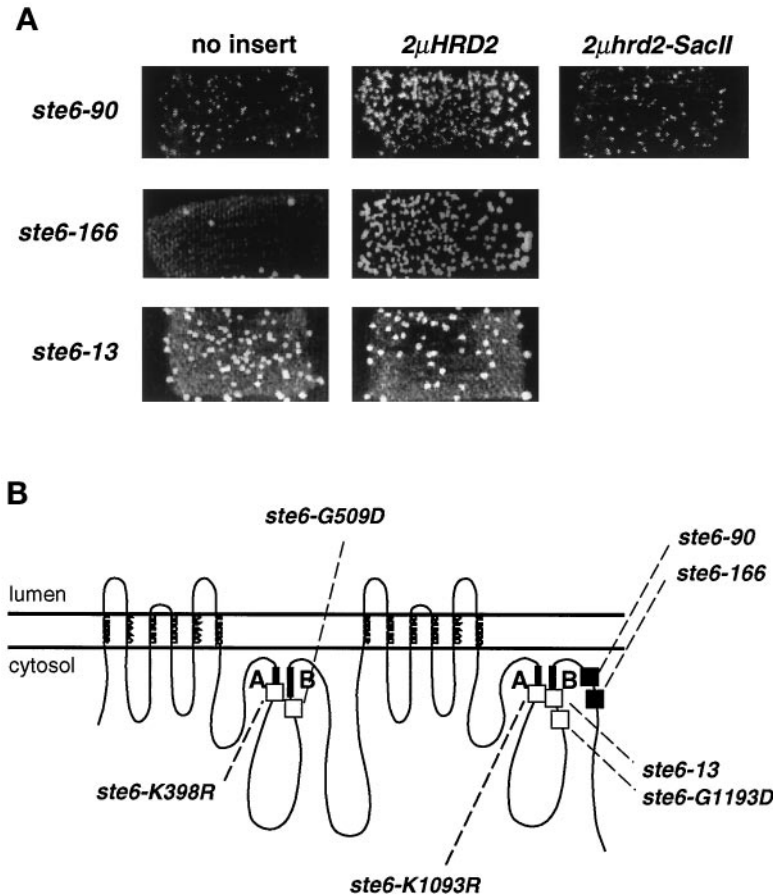 A
no insert 2μHRD2 2μhrd2-SacII
ste6-90
ste6-166
ste6-13
B
ste6-G509D
ste6-90
ste6-166
lumen
cytosol
A B A B
ste6-K398R
ste6-13
ste6-G1193D
ste6-K1093R